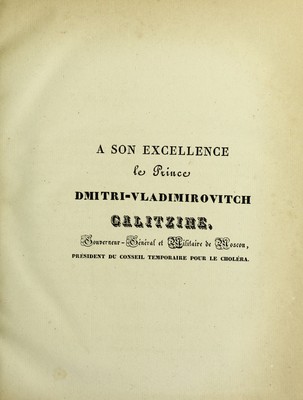 A SON EXCELLENCE
le Prince
DMITRI-VLADIMIROVITCH
GALITZINE,
Gouverneur-Général et Militaire de Moscou,
PRÉSIDENT DU CONSEIL TEMPORAIRE POUR LE CHOLÉRA.